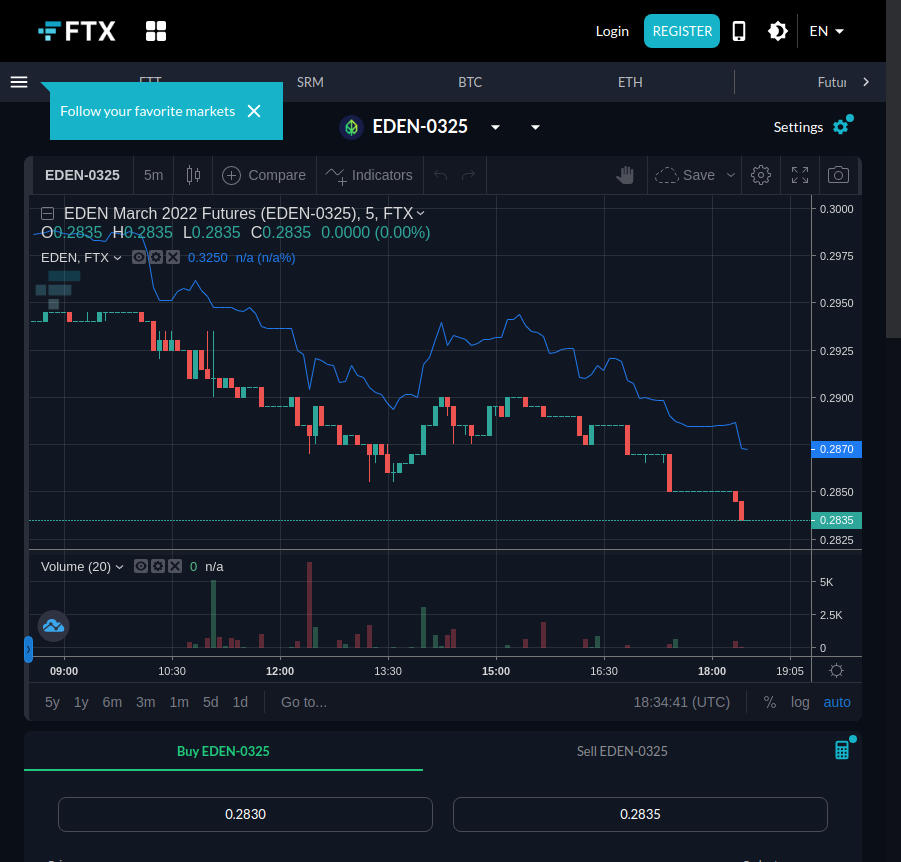 FTX
Login
REGISTER
EN
FTT
SRM
BTC
ETH
Futur
Follow your favorite markets
EDEN-0325
Settings
EDEN-0325
5m
Compare
Indicators
Save
EDEN March 2022 Futures (EDEN-0325), 5, FTX
O0.2835 H0.2835 L0.2835 C0.2835 0.0000 (0.00%)
EDEN, FTX
0.3250 n/a (n/a%)
0.3000
0.2975
0.2950
0.2925
0.2900
0.2870
0.2850
0.2835
0.2825
Volume (20)
0 n/a
5K
2.5K
0
09:00
10:30
12:00
13:30
15:00
16:30
18:00
19:05
5y
1y
6m
3m
1m
5d
1d
Go to...
18:34:41 (UTC)
%
log
auto
Buy EDEN-0325
Sell EDEN-0325
0.2830
0.2835